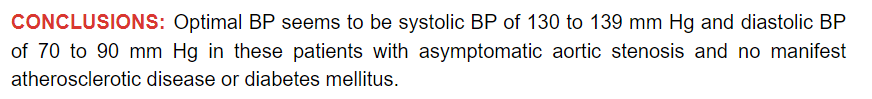 CONCLUSIONS: Optimal BP seems to be systolic BP of 130 to 139 mm Hg and diastolic BP
of 70 to 90 mm Hg in these patients with asymptomatic aortic stenosis and no manifest
atherosclerotic disease or diabetes mellitus.